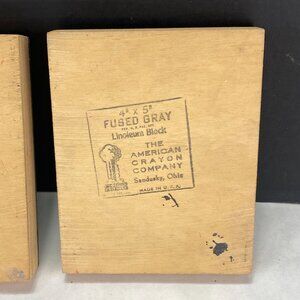 4" X 5"
FUSED GRAY
Linoleum Block
THE
AMERICAN
CRAYON
COMPANY
Sandusky, Ohio
MADE IN U.S.A.